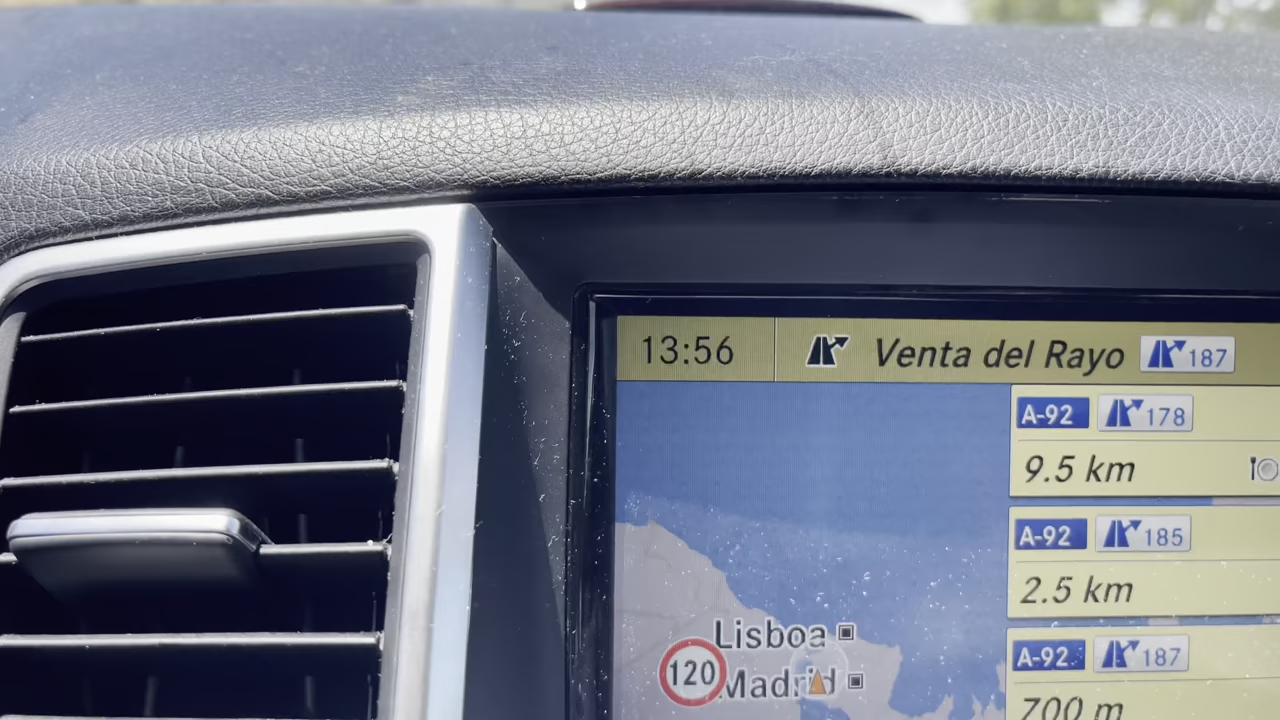 13:56 Venta del Rayo 187
A-92 178
9.5 km
A-92 185
2.5 km
A-92 187
700 m
Lisboa
120
Madrid